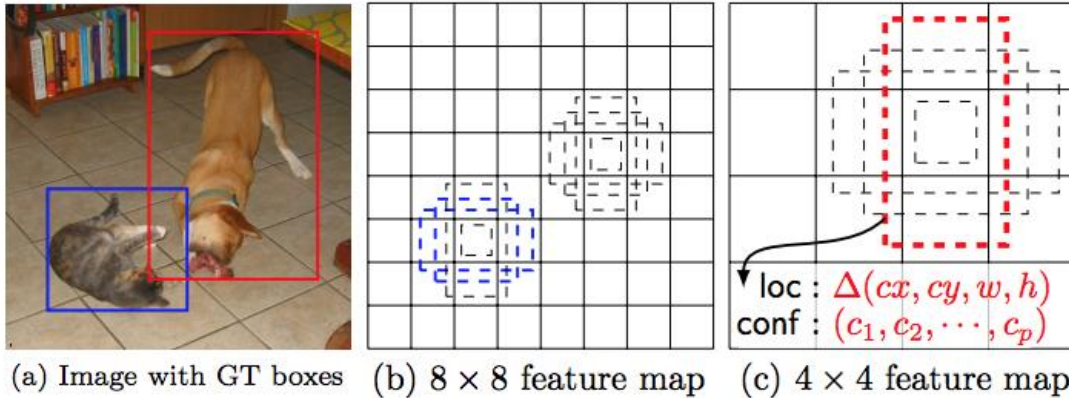 loc : Δ(cx, cy, w, h)
conf : (c₁, c₂, ⋯, cₚ)
(a) Image with GT boxes
(b) 8 × 8 feature map
(c) 4 × 4 feature map